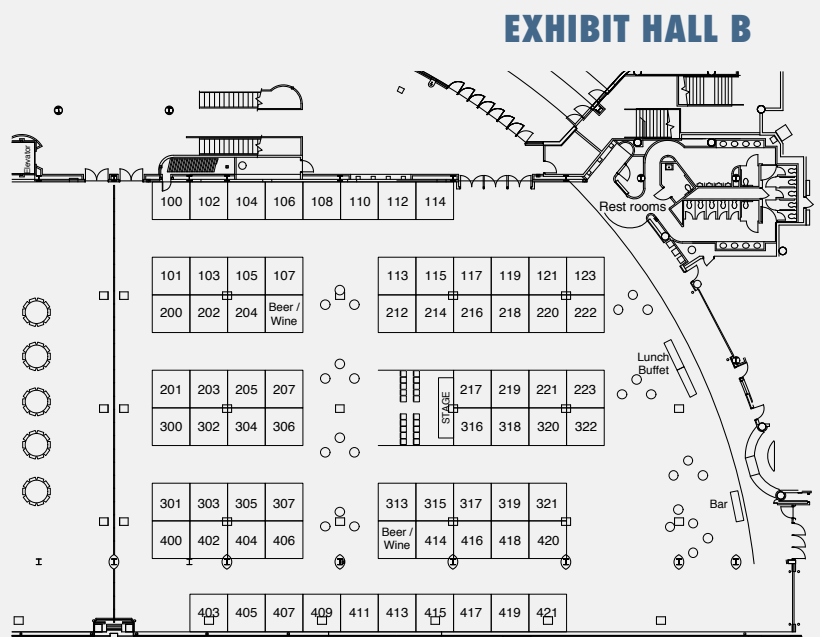 EXHIBIT HALL B
Elevator
Rest rooms
100 102 104 106 108 110 112 114
101 103 105 107 113 115 117 119 121 123
200 202 204 Beer / Wine 212 214 216 218 220 222
Lunch
Buffet
201 203 205 207 217 219 221 223
STAGE
300 302 304 306 316 318 320 322
301 303 305 307 313 315 317 319 321
Bar
400 402 404 406 Beer / Wine 414 416 418 420
403 405 407 409 411 413 415 417 419 421